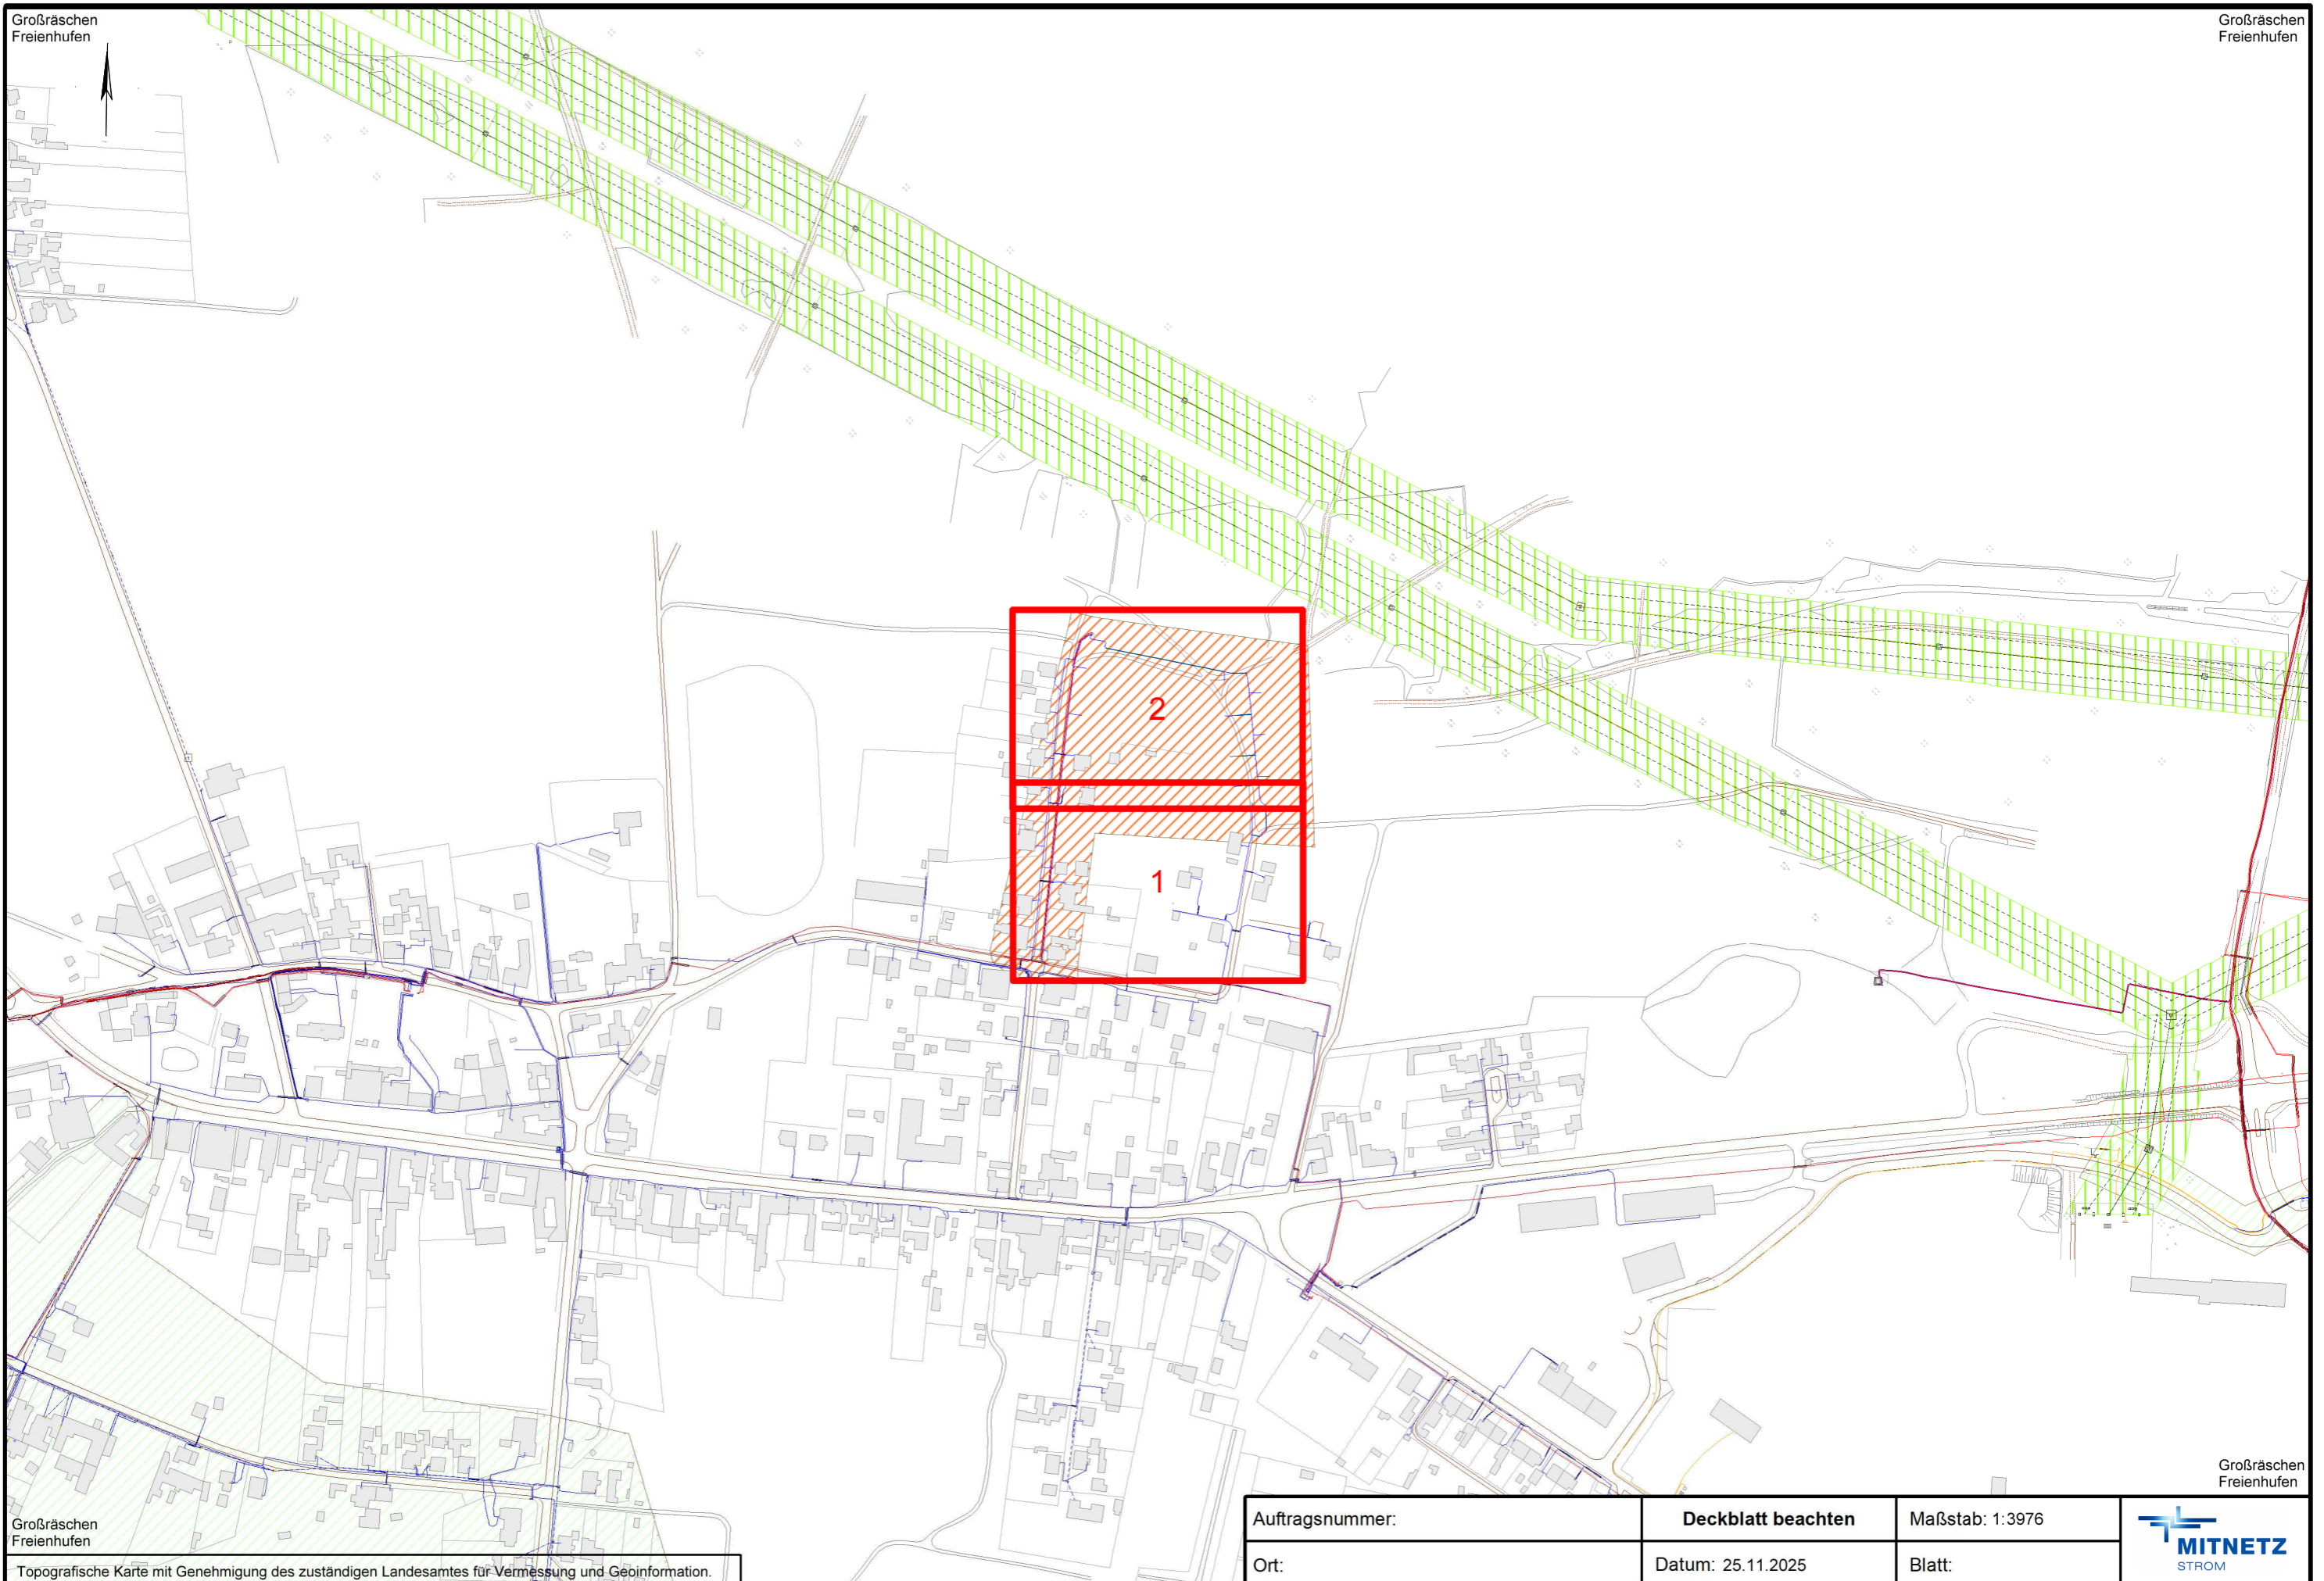 Großräschen
Freienhufen
Großräschen
Freienhufen
2
1
Großräschen
Freienhufen
Großräschen
Freienhufen
Topografische Karte mit Genehmigung des zuständigen Landesamtes für Vermessung und Geoinformation.
Auftragsnummer:
Deckblatt beachten
Maßstab: 1:3976
Ort:
Datum: 25.11.2025
Blatt:
MITNETZ
STROM